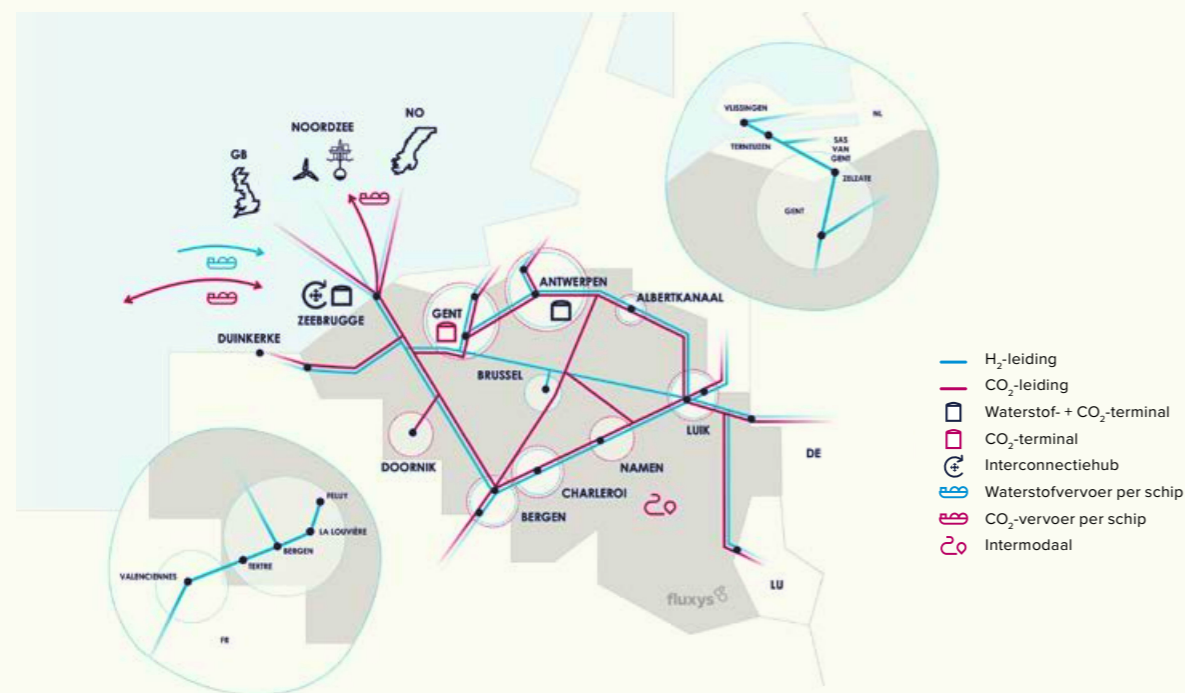 NO
NOORDZEE
GB
ZEEBRUGGE
DUINKERKE
GENT
ANTWERPEN
ALBERTKANAAL
BRUSSEL
DOORNIK
LUIK
NAMEN
CHARLEROI
BERGEN
DE
LU
fluxys
VLISSINGEN
NL
TERNEUZEN
SAS
VAN
GENT
ZELZATE
GENT
FELUY
LA LOUVIÈRE
BERGEN
TERTRE
VALENCIENNES
FR
H₂-leiding
CO₂-leiding
Waterstof- + CO₂-terminal
CO₂-terminal
Interconnectiehub
Waterstofvervoer per schip
CO₂-vervoer per schip
Intermodaal